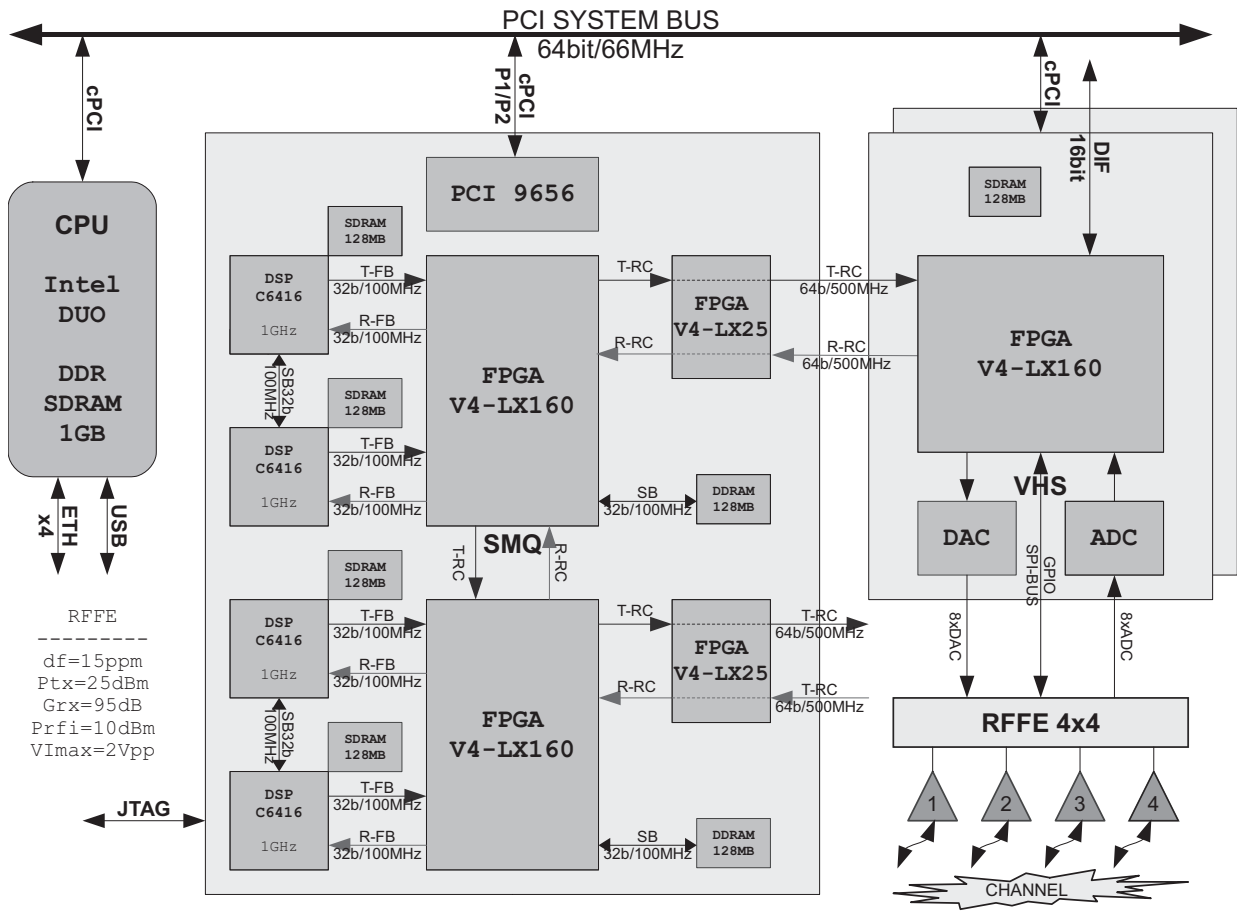 PCI SYSTEM BUS
64bit/66MHz
cPCI
cPCI
P1/P2
cPCI
DIF
16bit
CPU
Intel
DUO
DDR
SDRAM
1GB
ETH
x4
USB
RFFE
---------
df=15ppm
Ptx=25dBm
Grx=95dB
Prfi=10dBm
VImax=2Vpp
JTAG
PCI 9656
SDRAM
128MB
DSP
C6416
1GHz
T-FB
32b/100MHz
R-FB
32b/100MHz
SB32b
100MHz
SDRAM
128MB
DSP
C6416
1GHz
T-FB
32b/100MHz
R-FB
32b/100MHz
FPGA
V4-LX160
T-RC
R-RC
FPGA
V4-LX25
T-RC
64b/500MHz
R-RC
64b/500MHz
SB
32b/100MHz
DDRAM
128MB
SMQ
T-RC
R-RC
SDRAM
128MB
DSP
C6416
1GHz
T-FB
32b/100MHz
R-FB
32b/100MHz
SB32b
100MHz
SDRAM
128MB
DSP
C6416
1GHz
T-FB
32b/100MHz
R-FB
32b/100MHz
FPGA
V4-LX160
T-RC
R-RC
FPGA
V4-LX25
T-RC
64b/500MHz
T-RC
64b/500MHz
SB
32b/100MHz
DDRAM
128MB
SDRAM
128MB
FPGA
V4-LX160
VHS
DAC
ADC
GPIO
SPI-BUS
8xDAC
8xADC
RFFE 4x4
1
2
3
4
CHANNEL